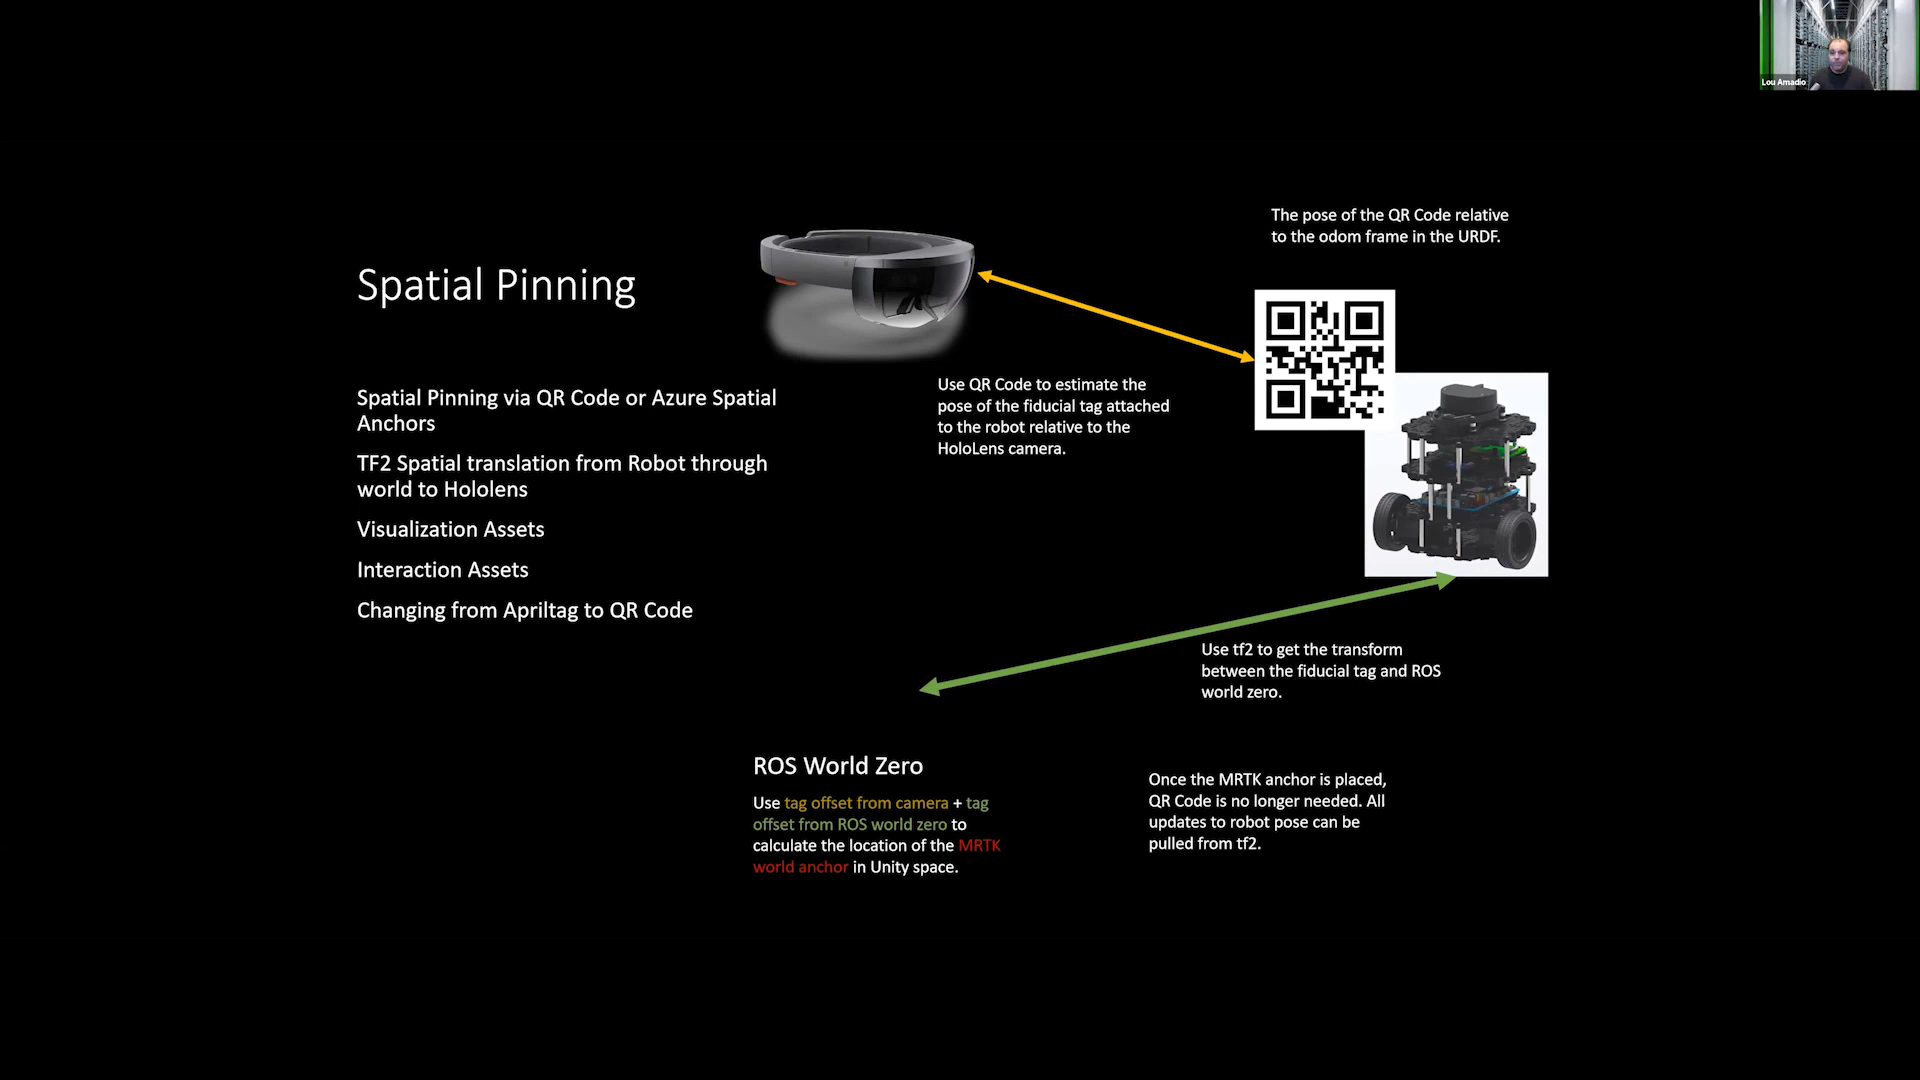 Lou Amadio
Spatial Pinning
Spatial Pinning via QR Code or Azure Spatial
Anchors
TF2 Spatial translation from Robot through
world to Hololens
Visualization Assets
Interaction Assets
Changing from Apriltag to QR Code
The pose of the QR Code relative
to the odom frame in the URDF.
Use QR Code to estimate the
pose of the fiducial tag attached
to the robot relative to the
HoloLens camera.
Use tf2 to get the transform
between the fiducial tag and ROS
world zero.
ROS World Zero
Use tag offset from camera + tag
offset from ROS world zero to
calculate the location of the MRTK
world anchor in Unity space.
Once the MRTK anchor is placed,
QR Code is no longer needed. All
updates to robot pose can be
pulled from tf2.